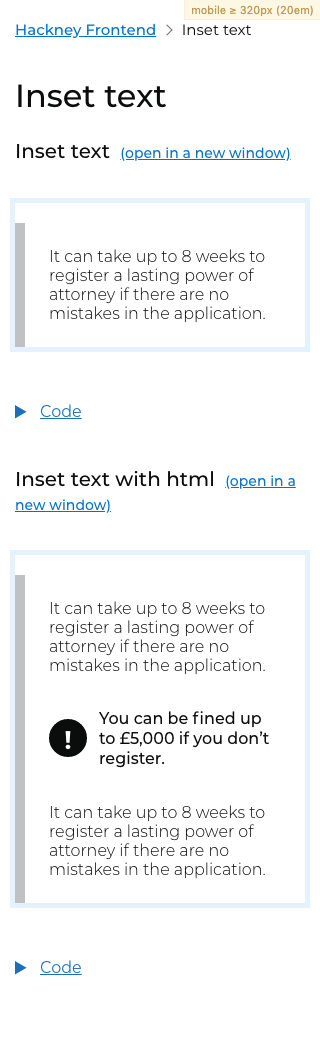 mobile ≥ 320px (20em)
Hackney Frontend > Inset text
Inset text
Inset text (open in a new window)
It can take up to 8 weeks to
register a lasting power of
attorney if there are no
mistakes in the application.
Code
Inset text with html (open in a
new window)
It can take up to 8 weeks to
register a lasting power of
attorney if there are no
mistakes in the application.
! You can be fined up
to £5,000 if you don’t
register.
It can take up to 8 weeks to
register a lasting power of
attorney if there are no
mistakes in the application.
Code